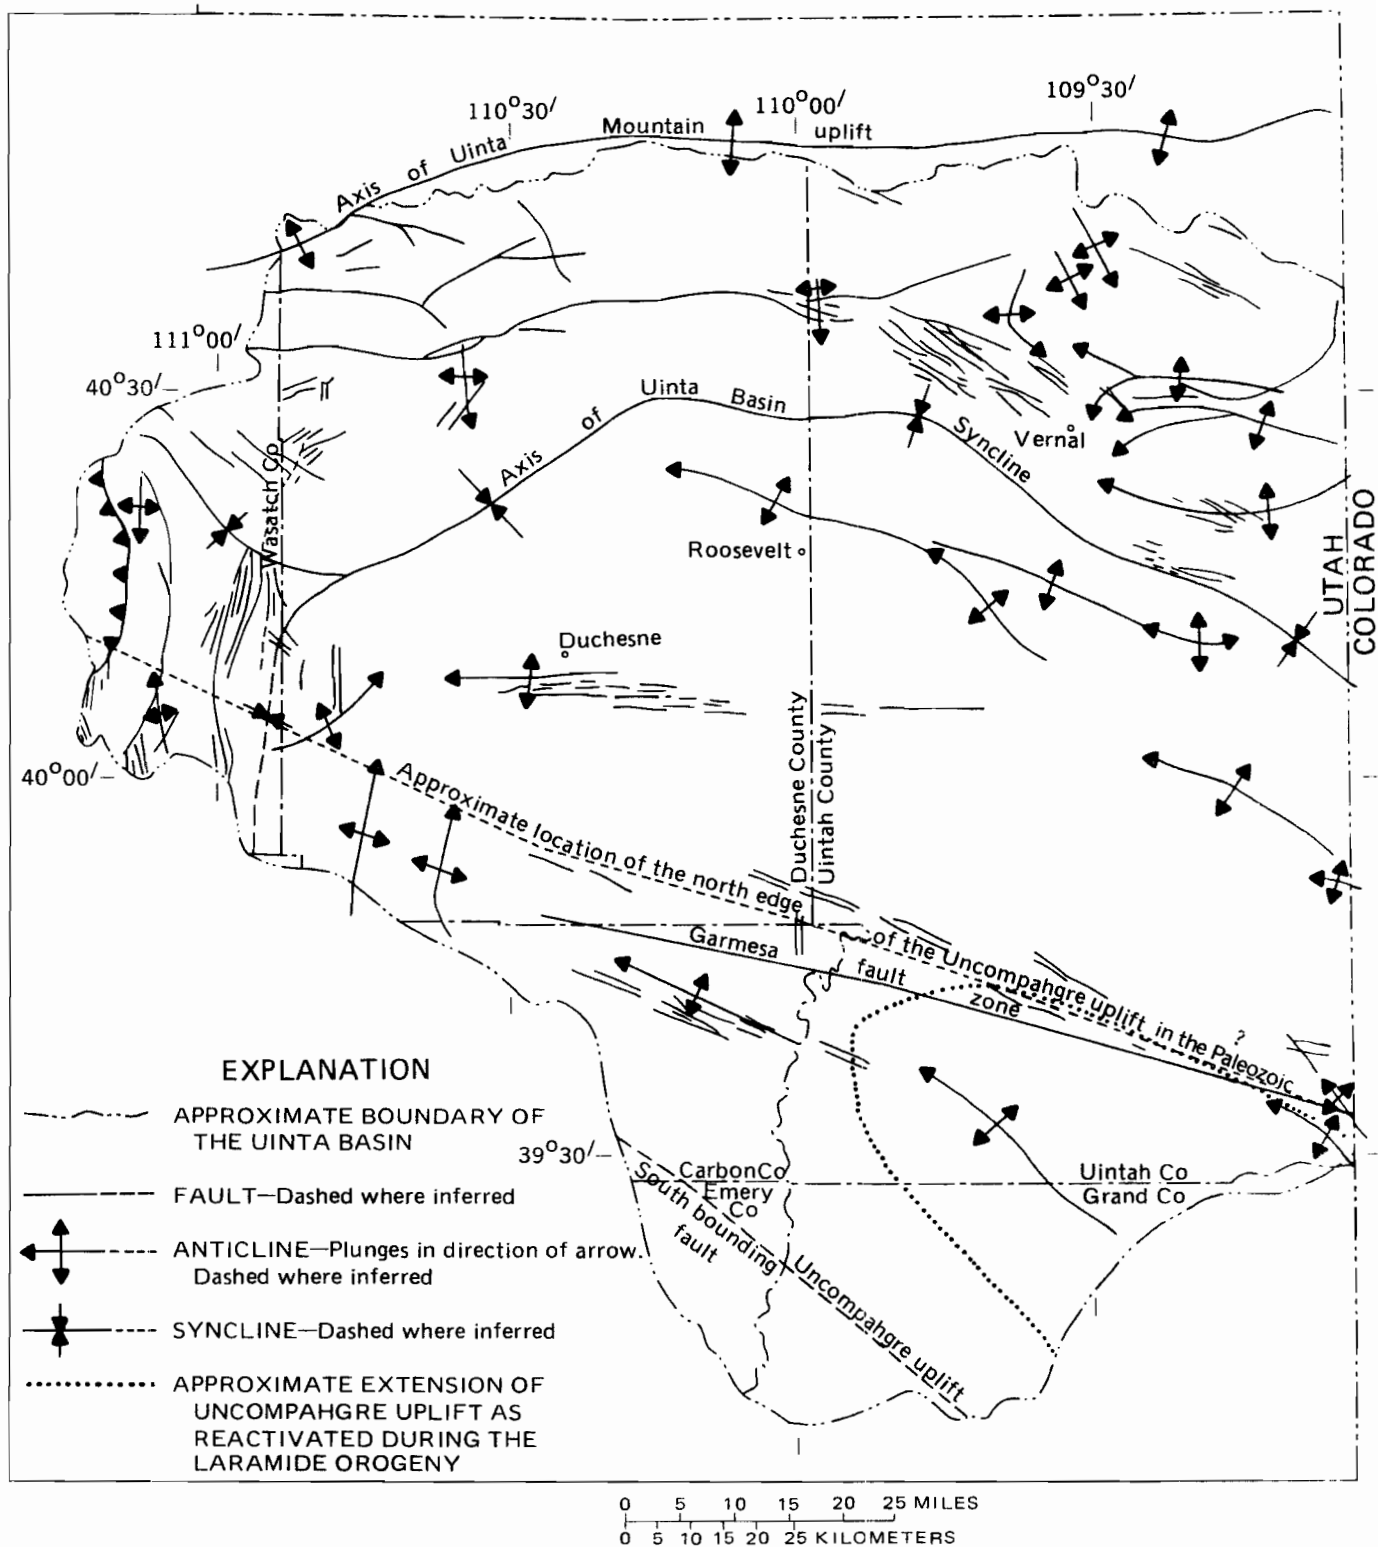 110°30′
110°00′
109°30′
Axis of Uinta Mountain uplift
111°00′
40°30′
Axis of Uinta Basin Syncline
Vernal
Wasatch Co
Roosevelt
UTAH
COLORADO
Duchesne
Duchesne County
Uintah County
40°00′
Approximate location of the north edge of the Uncompahgre uplift in the Paleozoic
?
Garmesa fault zone
39°30′
Carbon Co
Emery
Co
Uintah Co
Grand Co
South bounding fault
Uncompahgre uplift
EXPLANATION
APPROXIMATE BOUNDARY OF
THE UINTA BASIN
FAULT—Dashed where inferred
ANTICLINE—Plunges in direction of arrow.
Dashed where inferred
SYNCLINE—Dashed where inferred
APPROXIMATE EXTENSION OF
UNCOMPAHGRE UPLIFT AS
REACTIVATED DURING THE
LARAMIDE OROGENY
0 5 10 15 20 25 MILES
0 5 10 15 20 25 KILOMETERS